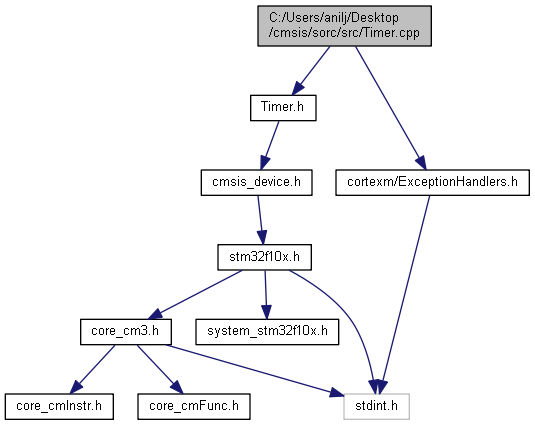 C:/Users/anilj/Desktop
/cmsis/sorc/src/Timer.cpp
Timer.h
cmsis_device.h
cortexm/ExceptionHandlers.h
stm32f10x.h
core_cm3.h
system_stm32f10x.h
core_cmInstr.h
core_cmFunc.h
stdint.h